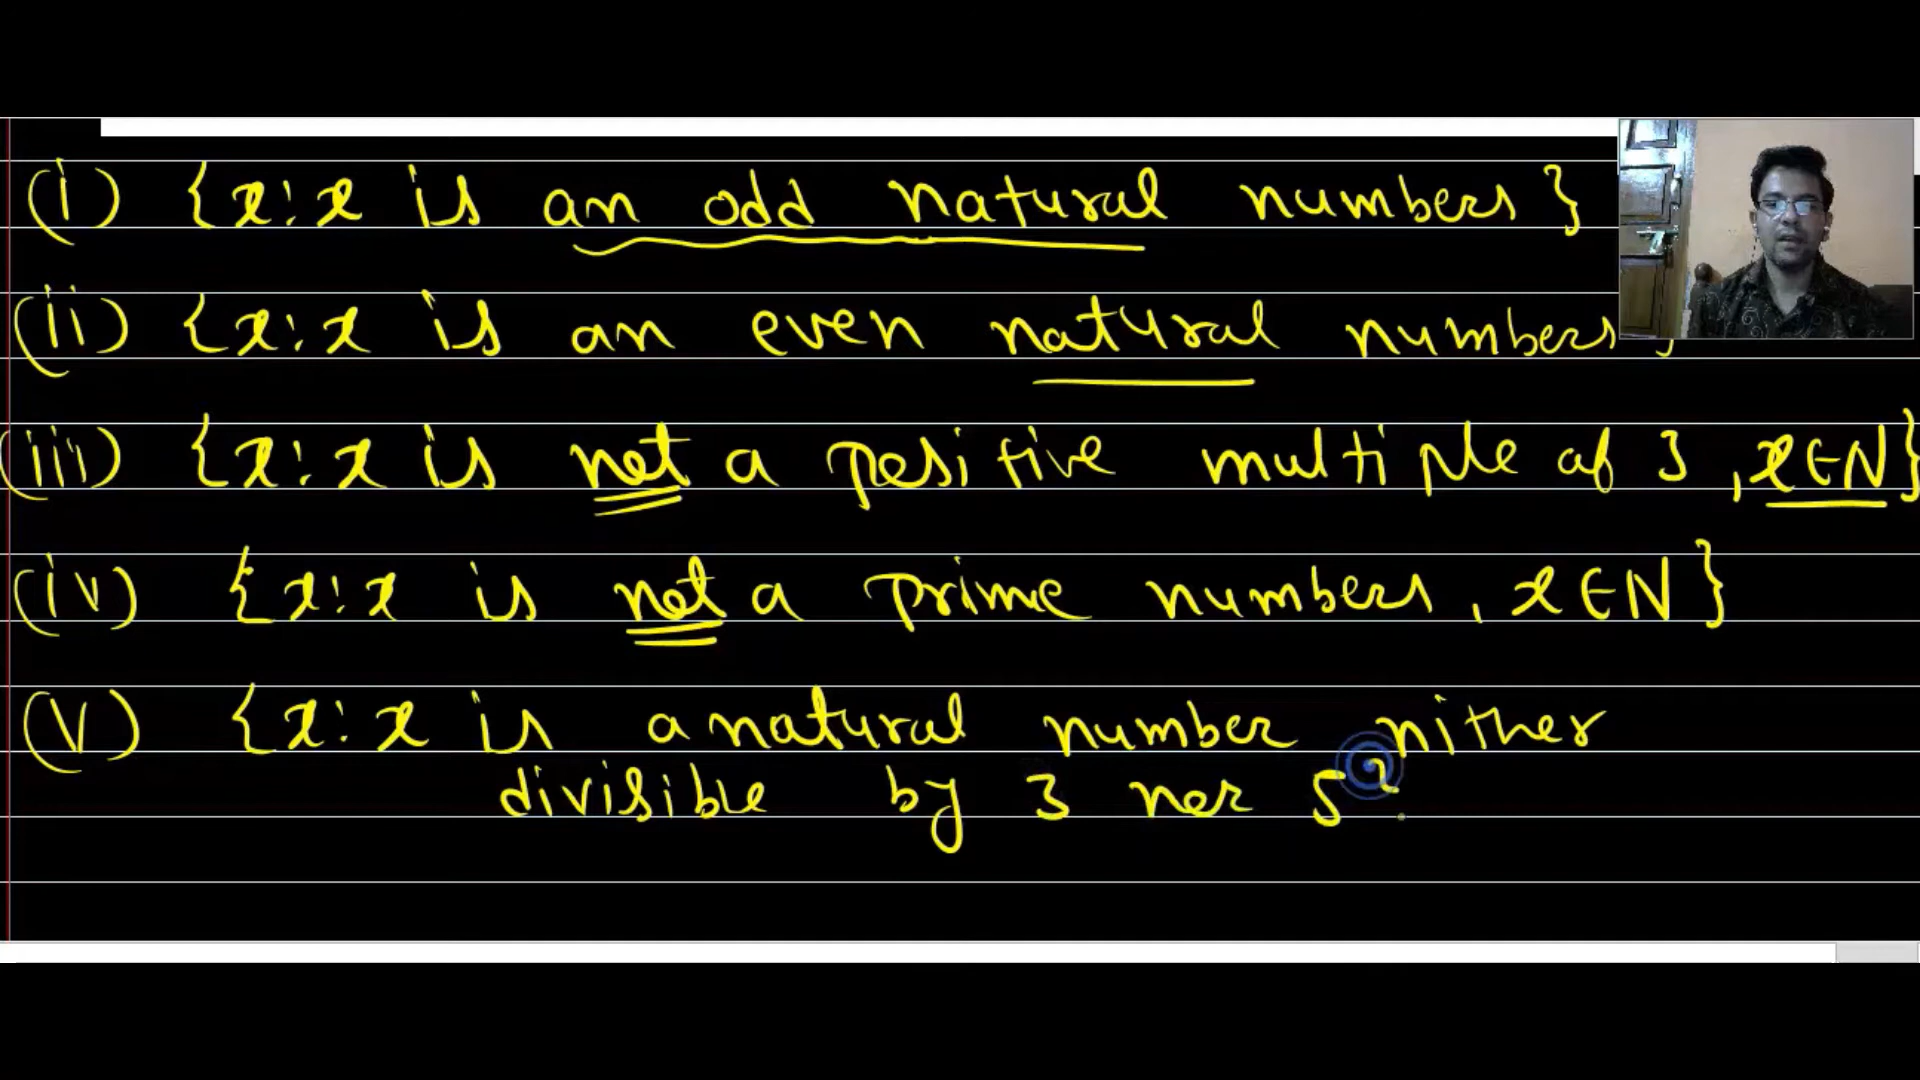 (i) {x:x is an odd natural numbers}
(ii) {x:x is an even natural numbers}
(iii) {x:x is not a positive multiple of 3, x∈N}
(iv) {x:x is not a prime numbers, x∈N}
(v) {x:x is a natural number nither
divisible by 3 nor 5?